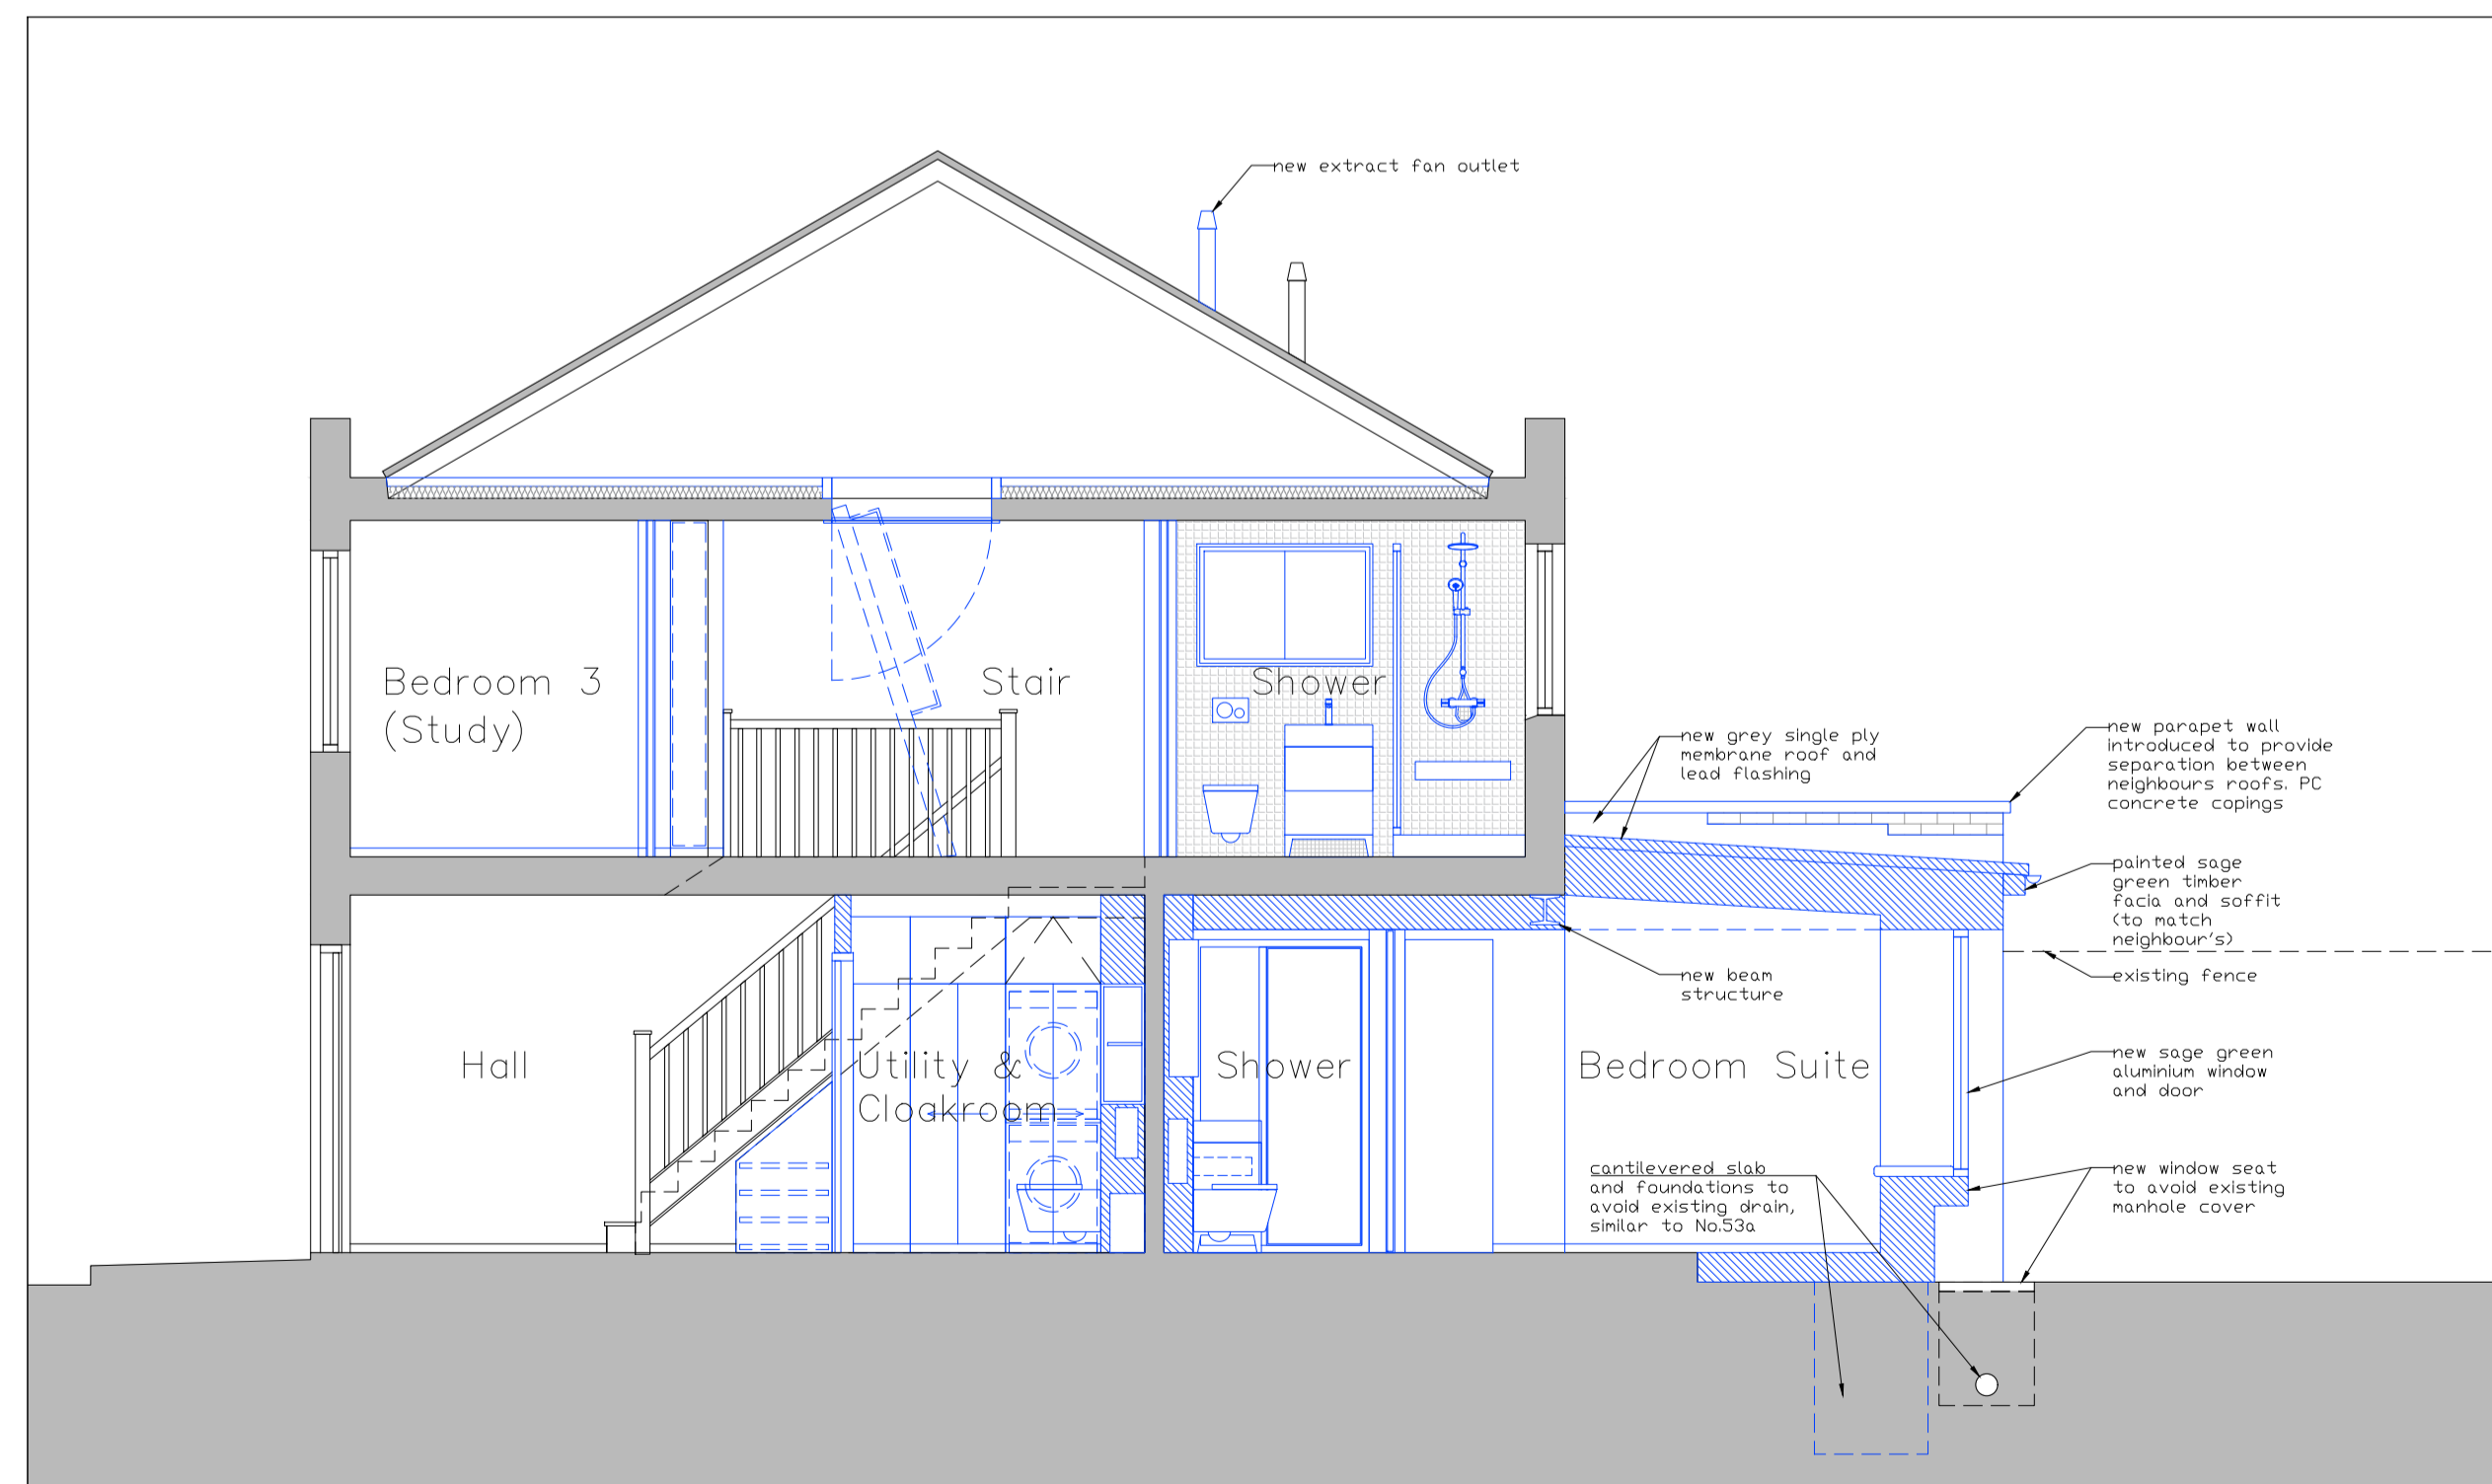 new extract fan outlet
Bedroom 3
(Study)
Stair
Shower
new grey single ply
membrane roof and
lead flashing
new parapet wall
introduced to provide
separation between
neighbours roofs. PC
concrete copings
painted sage
green timber
facia and soffit
(to match
neighbour's)
existing fence
new beam
structure
Hall
Utility &
Cloakroom
Shower
Bedroom Suite
new sage green
aluminium window
and door
cantilevered slab
and foundations to
avoid existing drain,
similar to No.53a
new window seat
to avoid existing
manhole cover